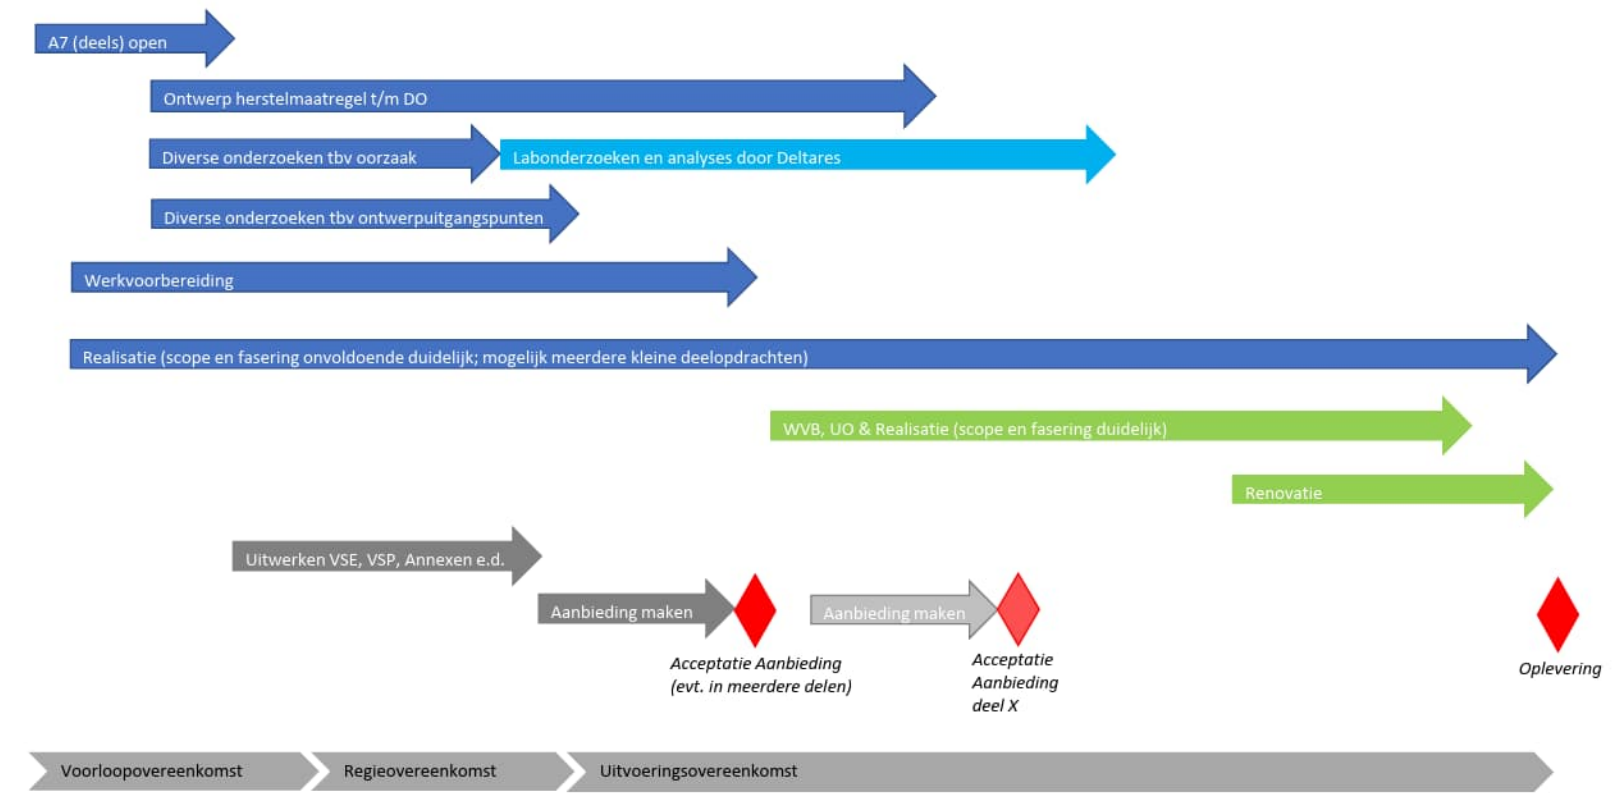 A7 (deels) open
Ontwerp herstelmaatregel t/m DO
Diverse onderzoeken tbv oorzaak
Labonderzoeken en analyses door Deltares
Diverse onderzoeken tbv ontwerpuitgangspunten
Werkvoorbereiding
Realisatie (scope en fasering onvoldoende duidelijk; mogelijk meerdere kleine deelopdrachten)
WVB, UO & Realisatie (scope en fasering duidelijk)
Renovatie
Uitwerken VSE, VSP, Annexen e.d.
Aanbieding maken
Aanbieding maken
Acceptatie Aanbieding
(evt. in meerdere delen)
Acceptatie
Aanbieding
deel X
Oplevering
Voorloopovereenkomst
Regieovereenkomst
Uitvoeringsovereenkomst